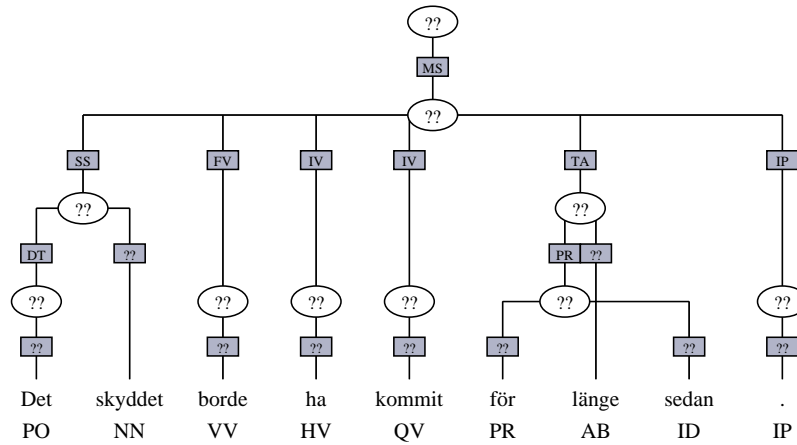 ??
MS
??
SS FV IV IV TA IP
?? ??
DT ?? PR ??
?? ?? ?? ?? ?? ??
?? ?? ?? ?? ?? ?? ??
Det skyddet borde ha kommit för länge sedan .
PO NN VV HV QV PR AB ID IP